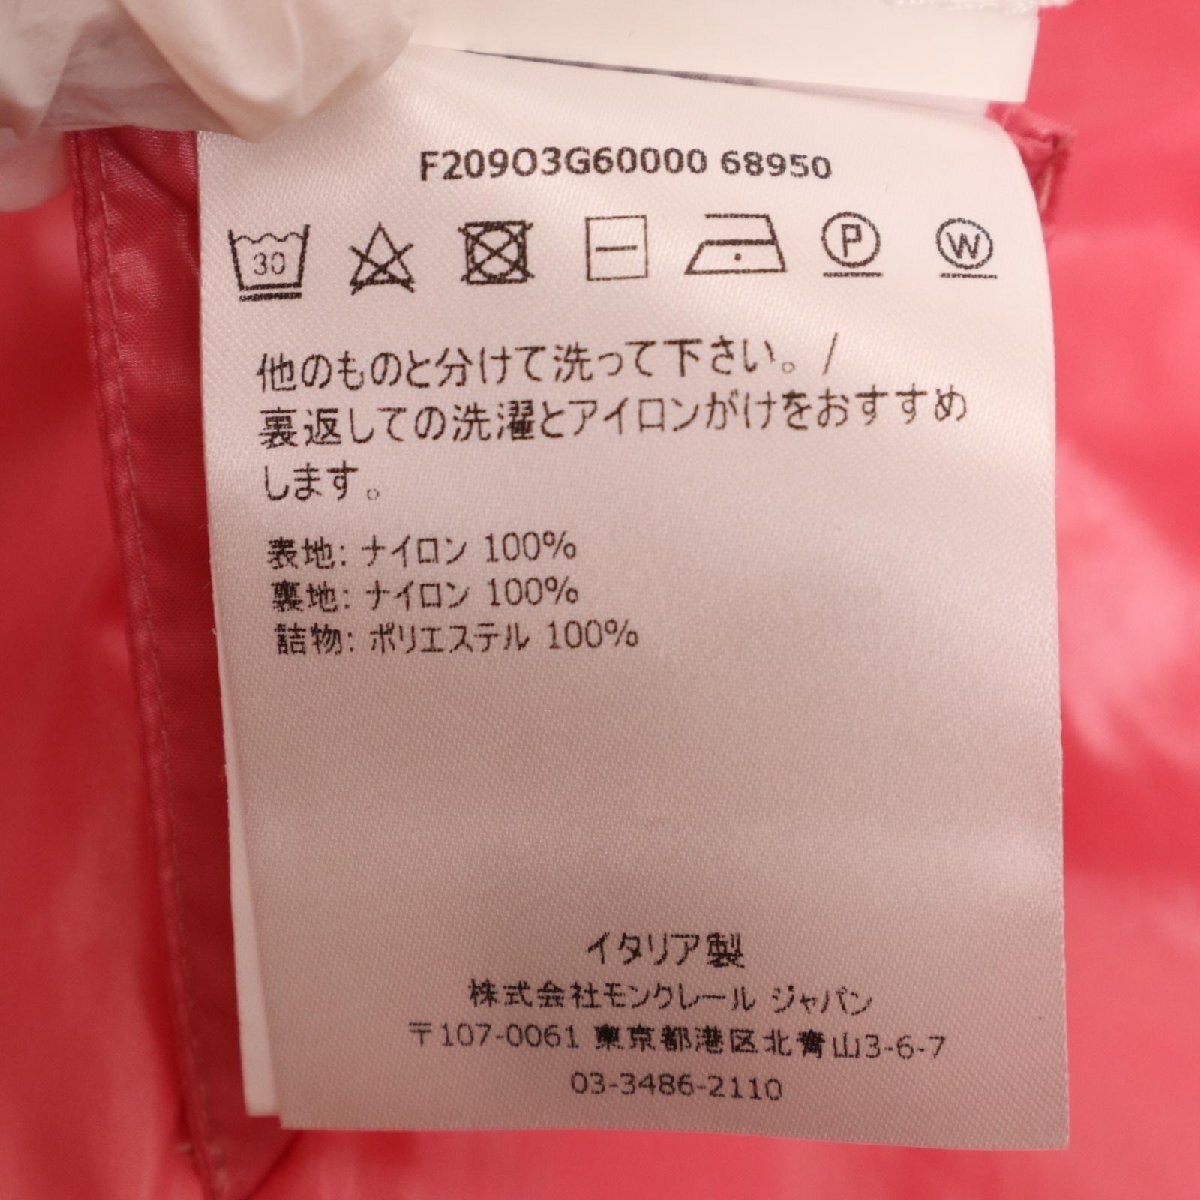 F209O3G60000 68950
30 P W
他のものと分けて洗って下さい。/
裏返しての洗濯とアイロンがけをおすすめ
します。
表地: ナイロン 100%
裏地: ナイロン 100%
詰物: ポリエステル 100%
イタリア製
株式会社モンクレール ジャパン
〒107-0061 東京都港区北青山3-6-7
03-3486-2110